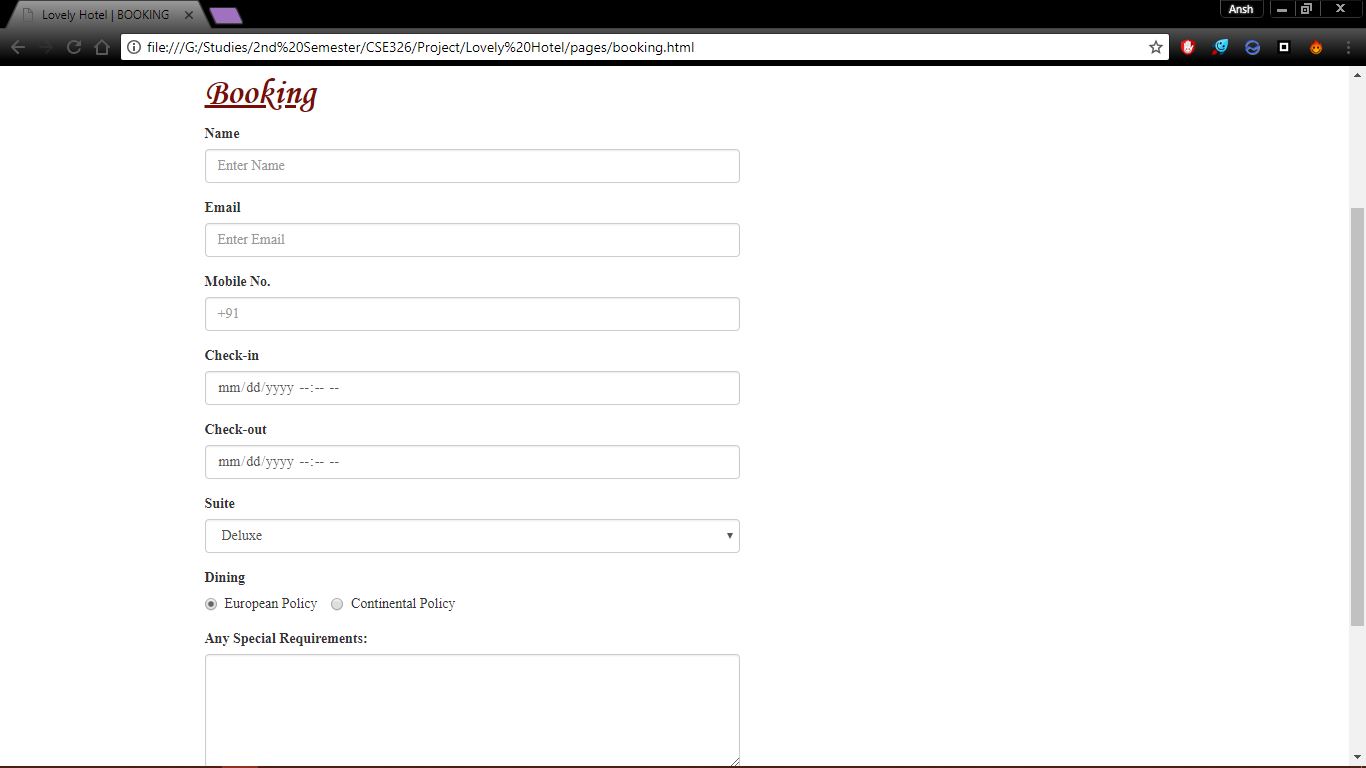 Lovely Hotel | BOOKING
Ansh
file:///G:/Studies/2nd%20Semester/CSE326/Project/Lovely%20Hotel/pages/booking.html
Booking
Name
Enter Name
Email
Enter Email
Mobile No.
+91
Check-in
mm/dd/yyyy --:-- --
Check-out
mm/dd/yyyy --:-- --
Suite
Deluxe
Dining
European Policy Continental Policy
Any Special Requirements: